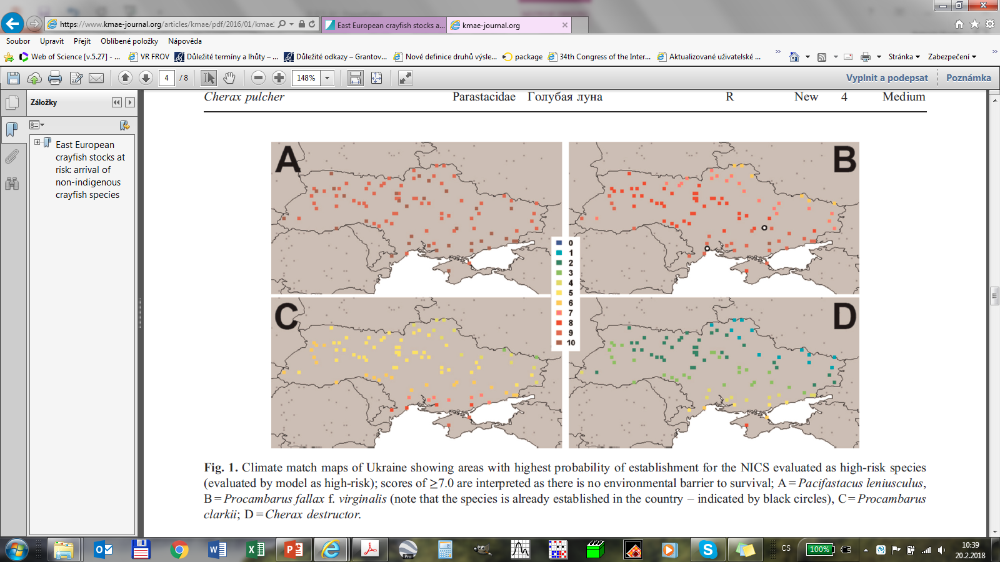 https://www.kmae-journal.org/articles/kmae/pdf/2016/01/kmae
East European crayfish stocks a...
kmae-journal.org
Soubor Upravit Přejít Oblíbené položky Nápověda
Web of Science [v.5.27] - ... VR FROV Důležité termíny a lhůty – ... Důležité odkazy – Grantov... Nové definice druhů výsle... package 34th Congress of the Inter... Aktualizované uživatelské ... Stránka Zabezpečení
4 / 8 148% Vyplnit a podepsat Poznámka
Záložky
East European
crayfish stocks at
risk: arrival of
non-indigenous
crayfish species
Cherax pulcher Parastacidae Голубая луна R New 4 Medium
A
B
C
D
0
1
2
3
4
5
6
7
8
9
10
Fig. 1. Climate match maps of Ukraine showing areas with highest probability of establishment for the NICS evaluated as high-risk species
(evaluated by model as high-risk); scores of ≥7.0 are interpreted as there is no environmental barrier to survival; A = Pacifastacus leniusculus,
B = Procambarus fallax f. virginalis (note that the species is already established in the country – indicated by black circles), C = Procambarus
clarkii; D = Cherax destructor.
Pro
CS 100% 10:39
20.2.2018